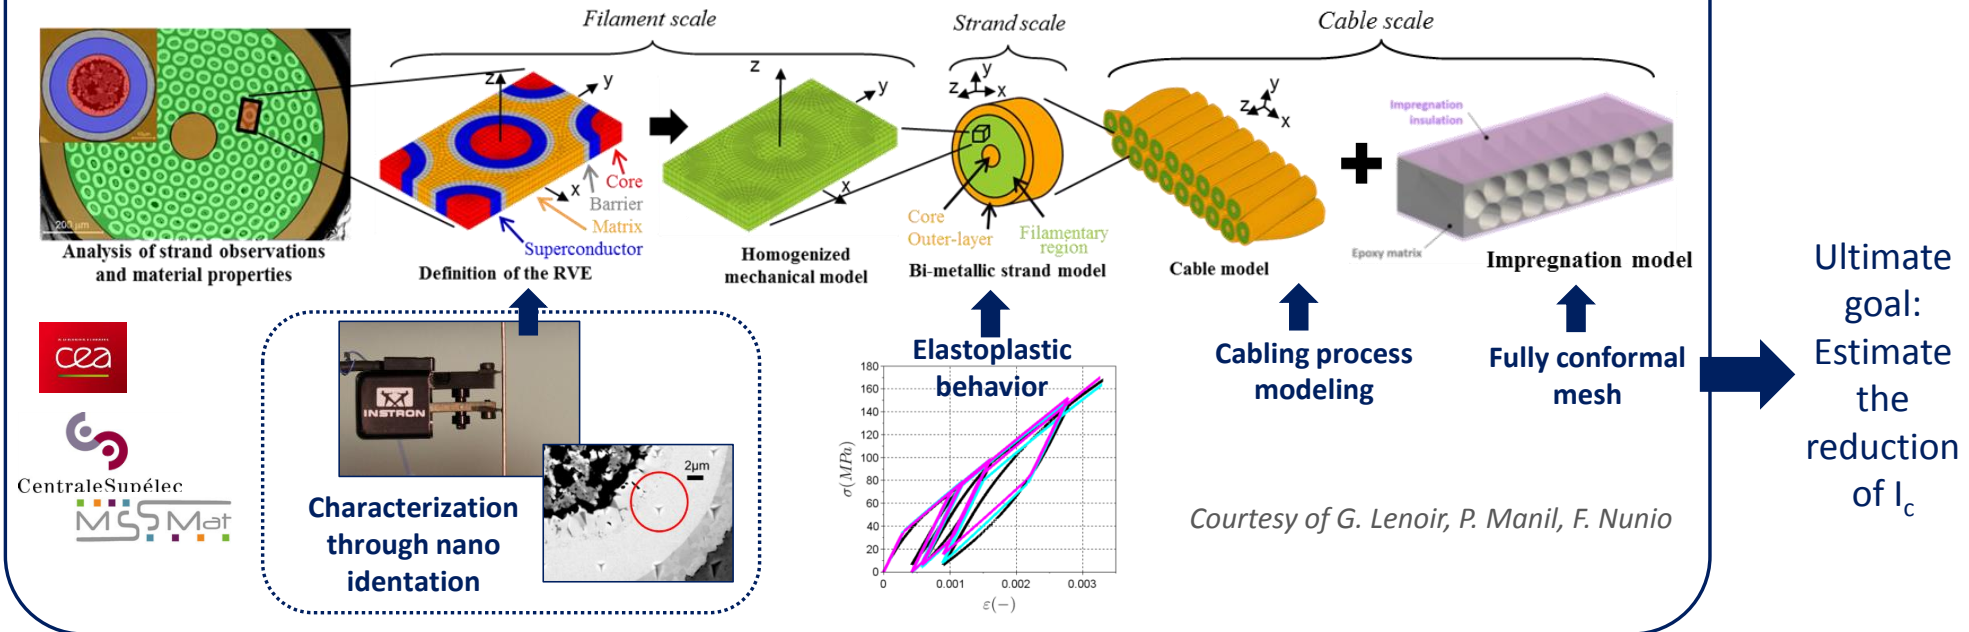 Filament scale
Strand scale
Cable scale
200 µm
Analysis of strand observations
and material properties
z
y
x
Core
Barrier
Matrix
Superconductor
Definition of the RVE
z
y
x
Homogenized
mechanical model
y
z
x
Core
Outer-layer
Filamentary
region
Bi-metallic strand model
y
z
x
Cable model
Impregnation
insulation
Epoxy matrix
Impregnation model
cea
CentraleSupélec
MSSMat
INSTRON
2µm
Characterization
through nano
identation
Elastoplastic
behavior
180
160
140
120
100
80
60
40
20
0
σ(MPa)
0
0.001
0.002
0.003
ε(−)
Cabling process
modeling
Fully conformal
mesh
Courtesy of G. Lenoir, P. Manil, F. Nunio
Ultimate
goal:
Estimate
the
reduction
of Ic